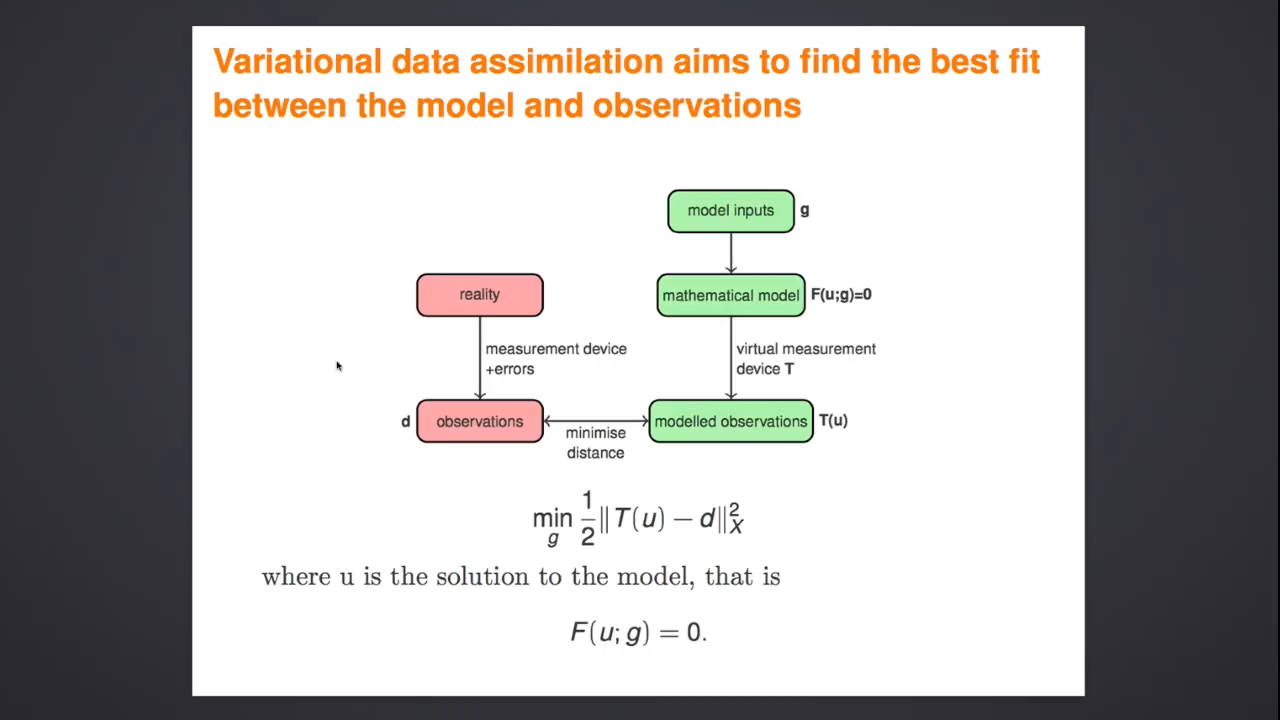 Variational data assimilation aims to find the best fit
between the model and observations
model inputs g
reality
mathematical model F(u;g)=0
measurement device
+errors
virtual measurement
device T
d observations
minimise
distance
modelled observations T(u)
min_g 1/2 ‖T(u) − d‖²_X
where u is the solution to the model, that is
F(u; g) = 0.